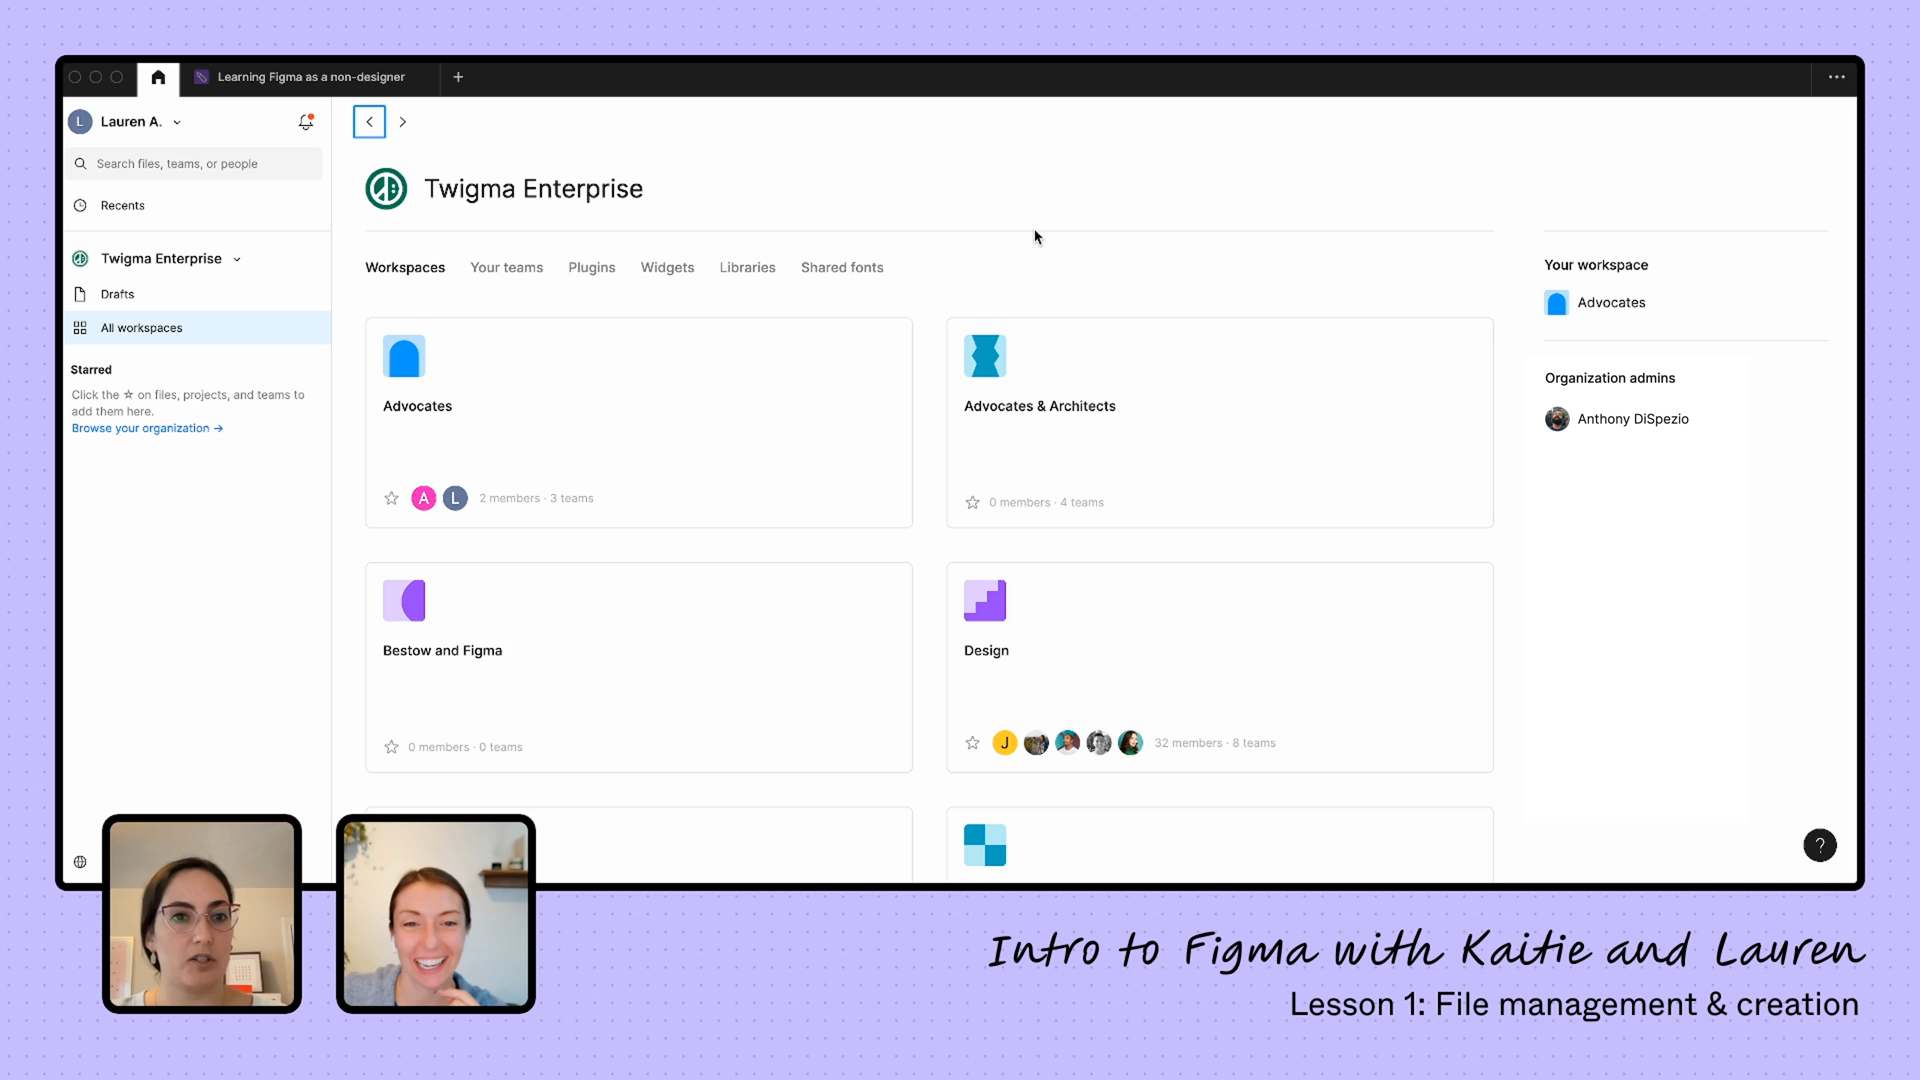 Learning Figma as a non-designer
L Lauren A.
Search files, teams, or people
Recents
Twigma Enterprise
Drafts
All workspaces
Starred
Click the ☆ on files, projects, and teams to
add them here.
Browse your organization →
Twigma Enterprise
Workspaces Your teams Plugins Widgets Libraries Shared fonts
Advocates
A L 2 members · 3 teams
Advocates & Architects
0 members · 4 teams
Bestow and Figma
0 members · 0 teams
Design
J 32 members · 8 teams
Your workspace
Advocates
Organization admins
Anthony DiSpezio
?
Intro to Figma with Kaitie and Lauren
Lesson 1: File management & creation